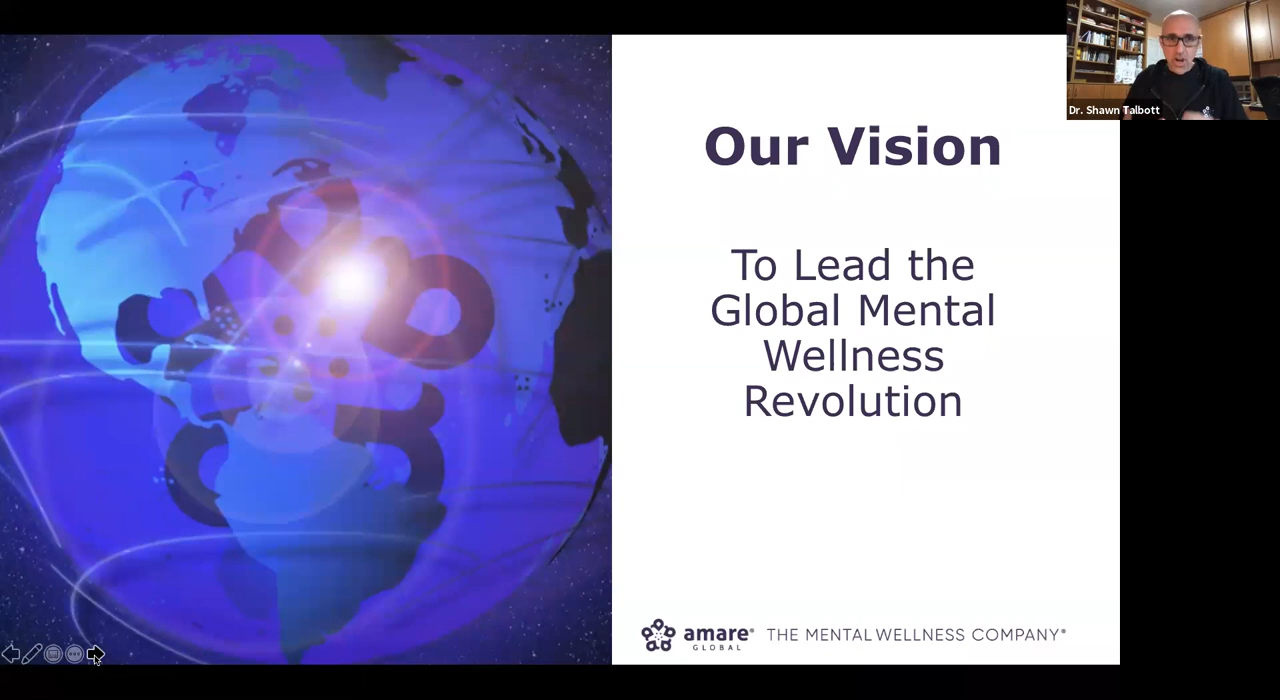 Dr. Shawn Talbott
Our Vision
To Lead the
Global Mental
Wellness
Revolution
amare® THE MENTAL WELLNESS COMPANY®
GLOBAL